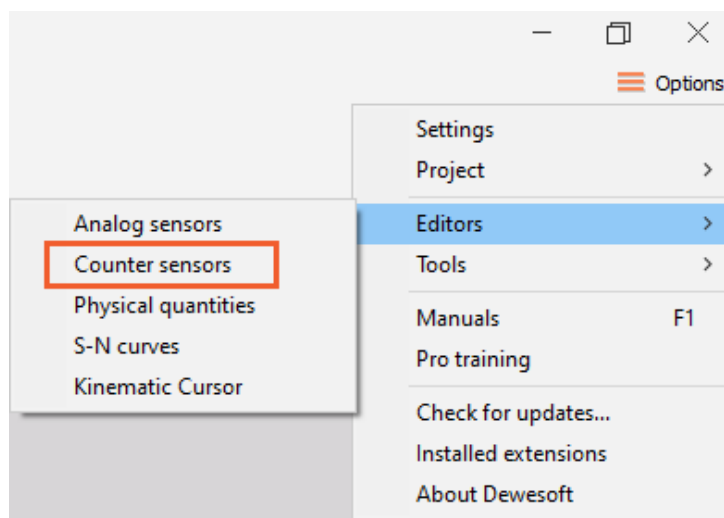 Options
Settings
Project
Editors
Tools
Manuals F1
Pro training
Check for updates...
Installed extensions
About Dewesoft
Analog sensors
Counter sensors
Physical quantities
S-N curves
Kinematic Cursor